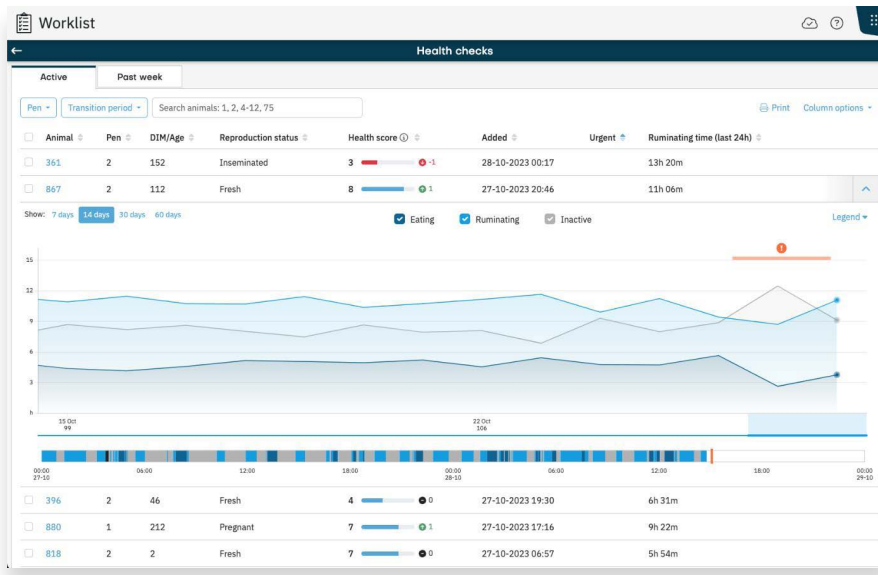 Worklist
Health checks
Active Past week
Pen Transition period Search animals: 1, 2, 4-12, 75 Print Column options
Animal Pen DIM/Age Reproduction status Health score Added Urgent Ruminating time (last 24h)
361 2 152 Inseminated 3 -1 28-10-2023 00:17 13h 20m
867 2 112 Fresh 8 1 27-10-2023 20:46 11h 06m
Show: 7 days 14 days 30 days 60 days Eating Ruminating Inactive Legend
15
12
9
6
3
h
15 Oct 22 Oct
99 106
00:00 06:00 12:00 18:00 00:00 06:00 12:00 18:00 00:00
27-10 28-10 29-10
396 2 46 Fresh 4 0 27-10-2023 19:30 6h 31m
880 1 212 Pregnant 7 1 27-10-2023 17:16 9h 22m
818 2 2 Fresh 7 0 27-10-2023 06:57 5h 54m